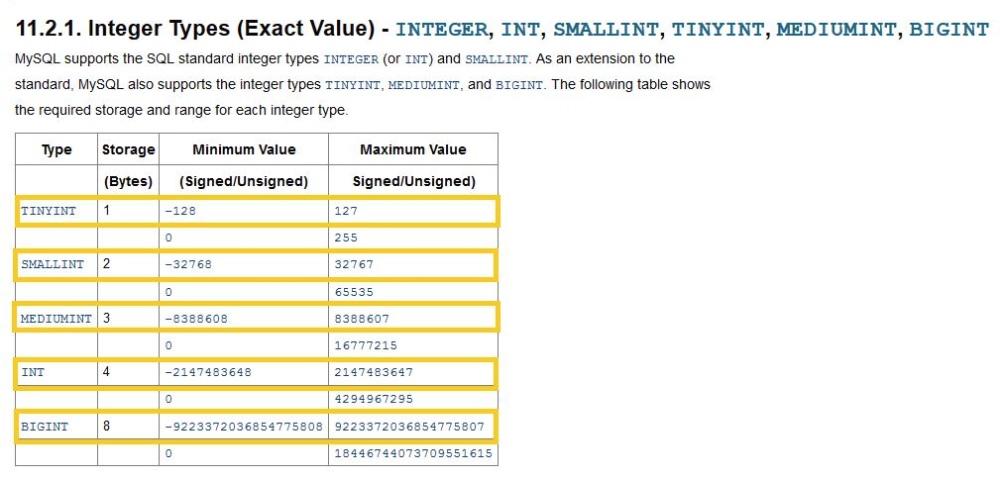 11.2.1. Integer Types (Exact Value) - INTEGER, INT, SMALLINT, TINYINT, MEDIUMINT, BIGINT
MySQL supports the SQL standard integer types INTEGER (or INT) and SMALLINT. As an extension to the
standard, MySQL also supports the integer types TINYINT, MEDIUMINT, and BIGINT. The following table shows
the required storage and range for each integer type.
Type Storage Minimum Value Maximum Value
(Bytes) (Signed/Unsigned) Signed/Unsigned)
TINYINT 1 -128 127
0 255
SMALLINT 2 -32768 32767
0 65535
MEDIUMINT 3 -8388608 8388607
0 16777215
INT 4 -2147483648 2147483647
0 4294967295
BIGINT 8 -9223372036854775808 9223372036854775807
0 18446744073709551615